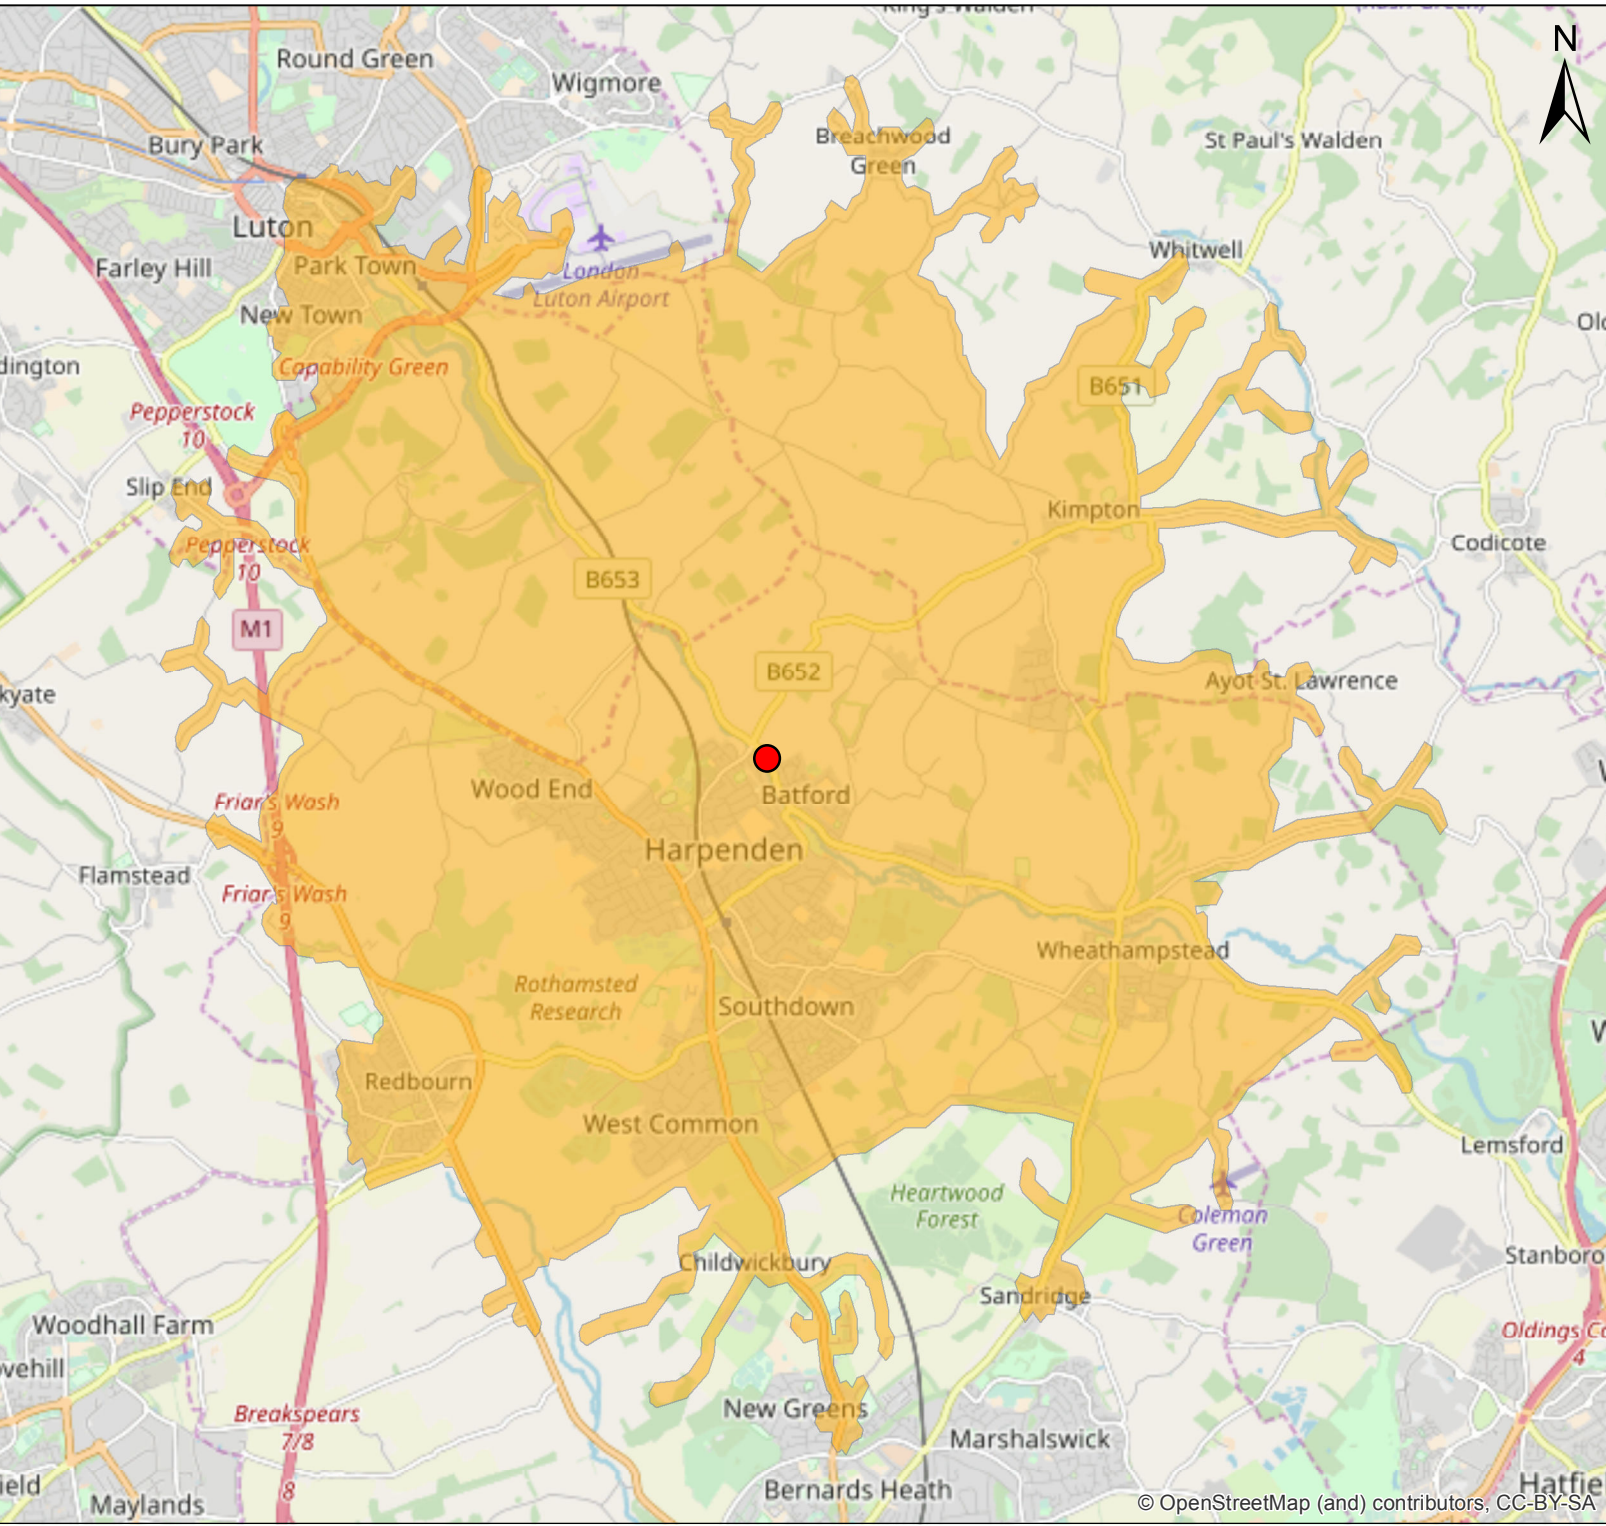 King's Walden
(Rush Green)
N
Round Green
Wigmore
Bury Park
Breachwood
Green
St Paul's Walden
Luton
Whitwell
Farley Hill
Park Town
London
Luton Airport
New Town
Capability Green
B651
Pepperstock
10
Slip End
Kimpton
Codicote
Pepperstock
10
B653
M1
B652
Ayot St. Lawrence
kyate
dington
Wood End
Batford
Friar's Wash
9
Harpenden
Flamstead
Friar's Wash
9
Wheathampstead
Rothamsted
Research
Southdown
Redbourn
West Common
Lemsford
Heartwood
Forest
Coleman
Green
Childwickbury
Stanboro
Sandridge
Woodhall Farm
Oldings Co
4
vehill
New Greens
Breakspears
7/8
Marshalswick
8
ield
Maylands
Bernards Heath
Hatfie
© OpenStreetMap (and) contributors, CC-BY-SA